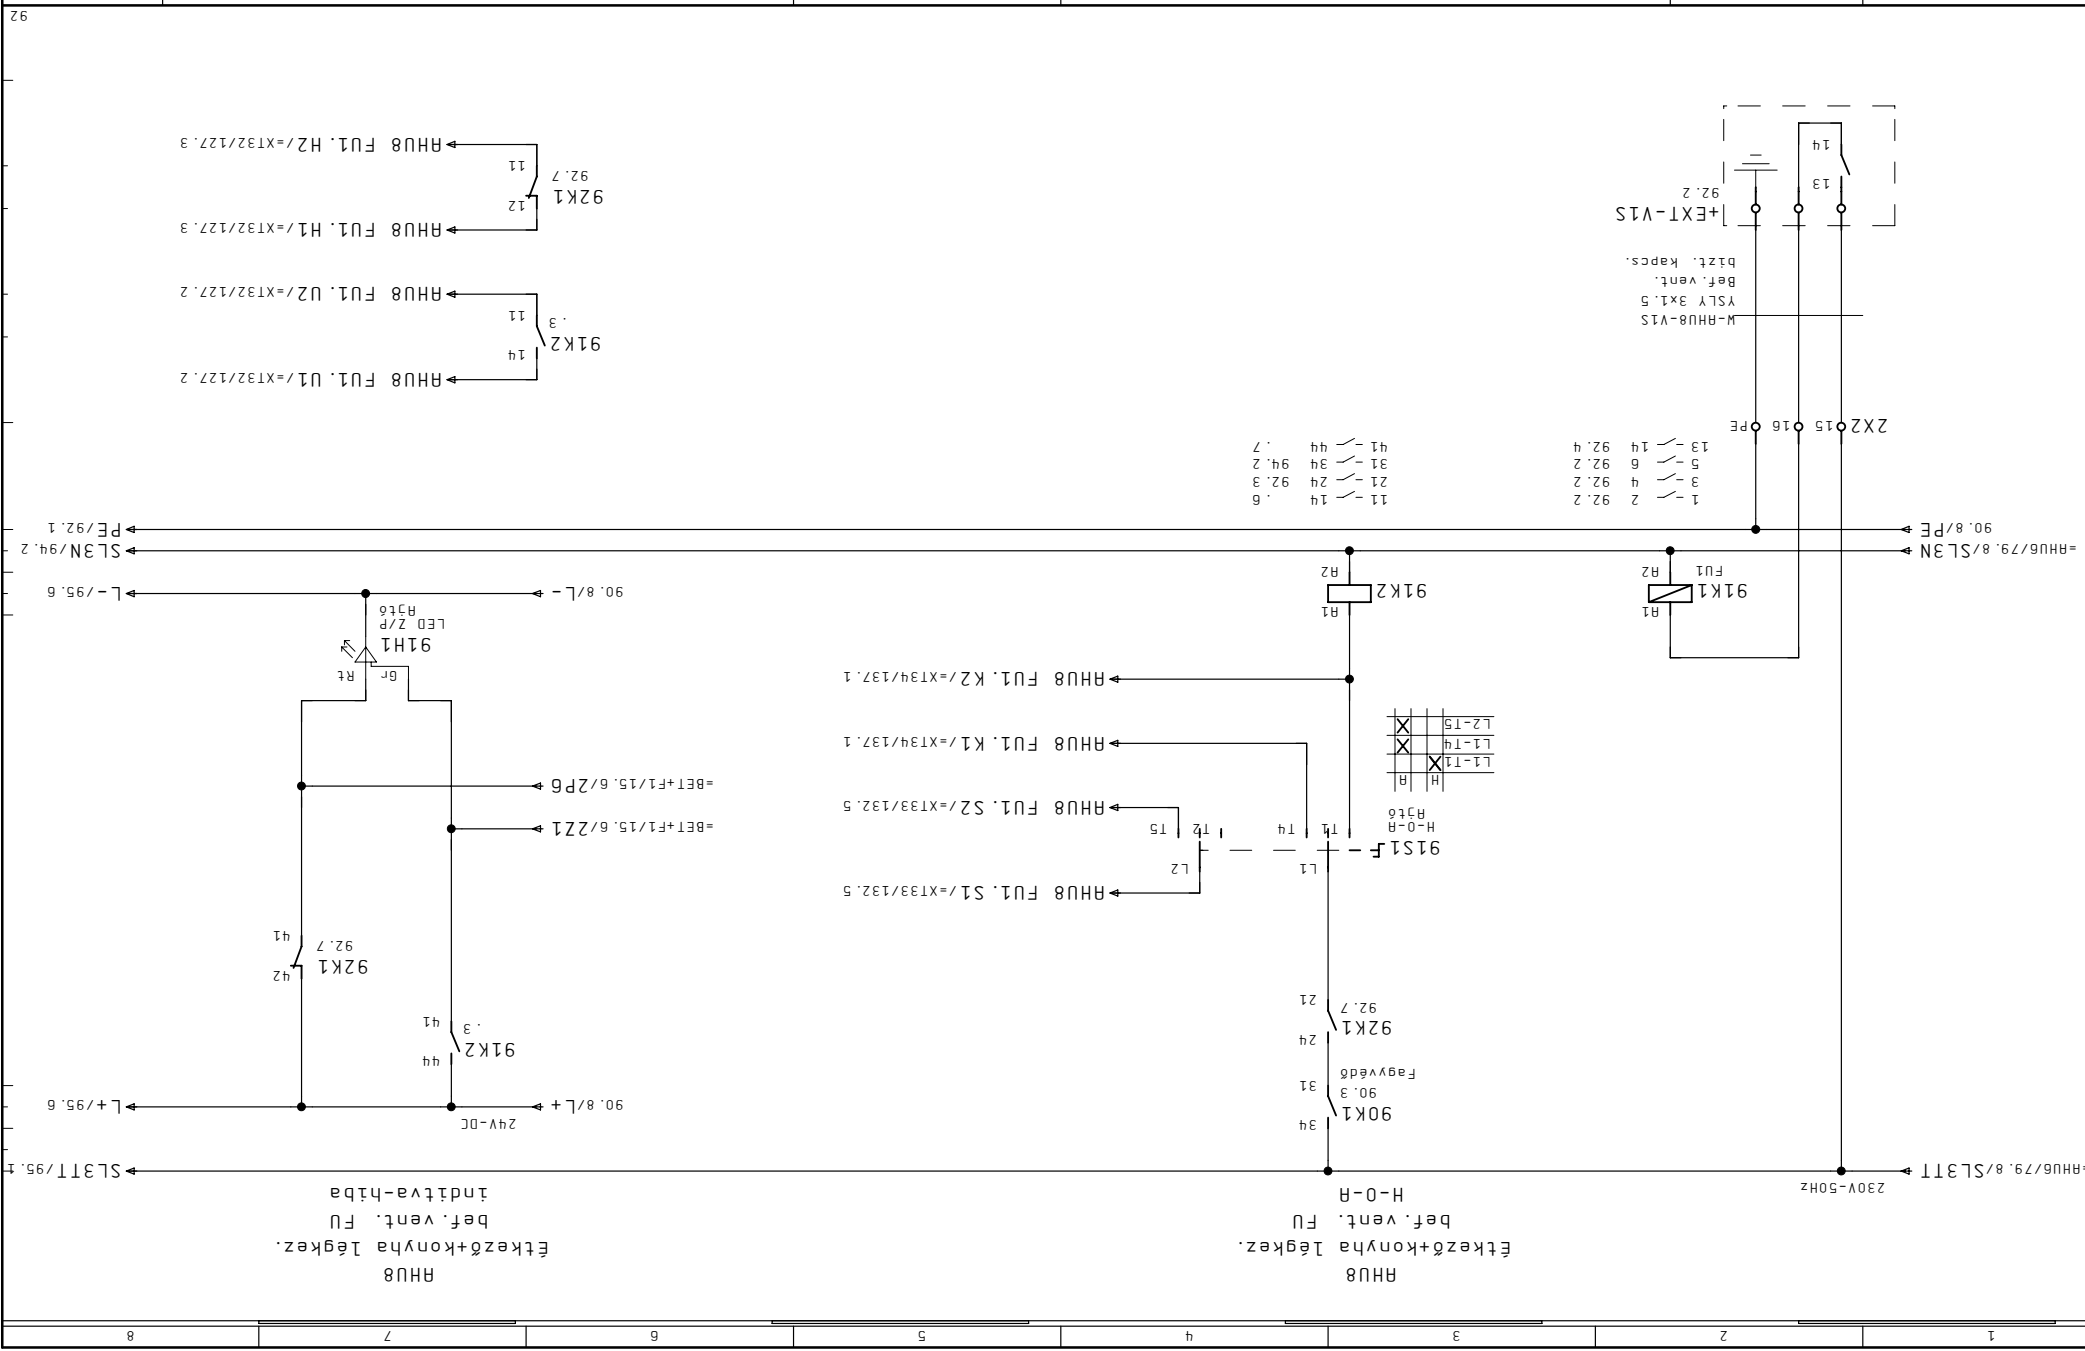 1 2 3 4 5 6 7 8
AHU8
Étkező+konyha légkez.
bef.vent. FU
H-O-A
AHU8
Étkező+konyha légkez.
bef.vent. FU
indítva-hiba
230V-50Hz
=AHU6/79.8/SL3TT
SL3TT/95.1
24V-DC
90.8/L+
L+/95.6
34
90K1
90.3
Fagyvédő
31
24
92K1
92.7
21
44
91K2
.3
41
42
92K1
92.7
41
L1
L2
AHU8 FU1.S1/=XT33/132.5
91S1
H-O-A
Ajtó
T1
T4
T2
T5
AHU8 FU1.S2/=XT33/132.5
H A
L1-T1 X
L1-T4 X
L2-T5 X
AHU8 FU1.K1/=XT34/137.1
AHU8 FU1.K2/=XT34/137.1
=BET+F1/15.6/2Z1
=BET+F1/15.6/2P6
Gr
Rt
91H1
LED Z/P
Ajtó
90.8/L-
L-/95.6
A1
91K1
FU1
A2
A1
91K2
A2
=AHU6/79.8/SL3N
SL3N/94.2
90.8/PE
PE/92.1
1 2 92.2
3 4 92.2
5 6 92.2
13 14 92.4
11 14 .6
21 24 92.3
31 34 94.2
41 44 .7
2X2
15
16
PE
W-AHU8-V1S
YSLY 3x1.5
Bef.vent.
bizt. kapcs.
+EXT-V1S
92.2
13
14
AHU8 FU1.U1/=XT32/127.2
14
91K2
.3
11
AHU8 FU1.U2/=XT32/127.2
AHU8 FU1.H1/=XT32/127.3
12
92K1
92.7
11
AHU8 FU1.H2/=XT32/127.3
92